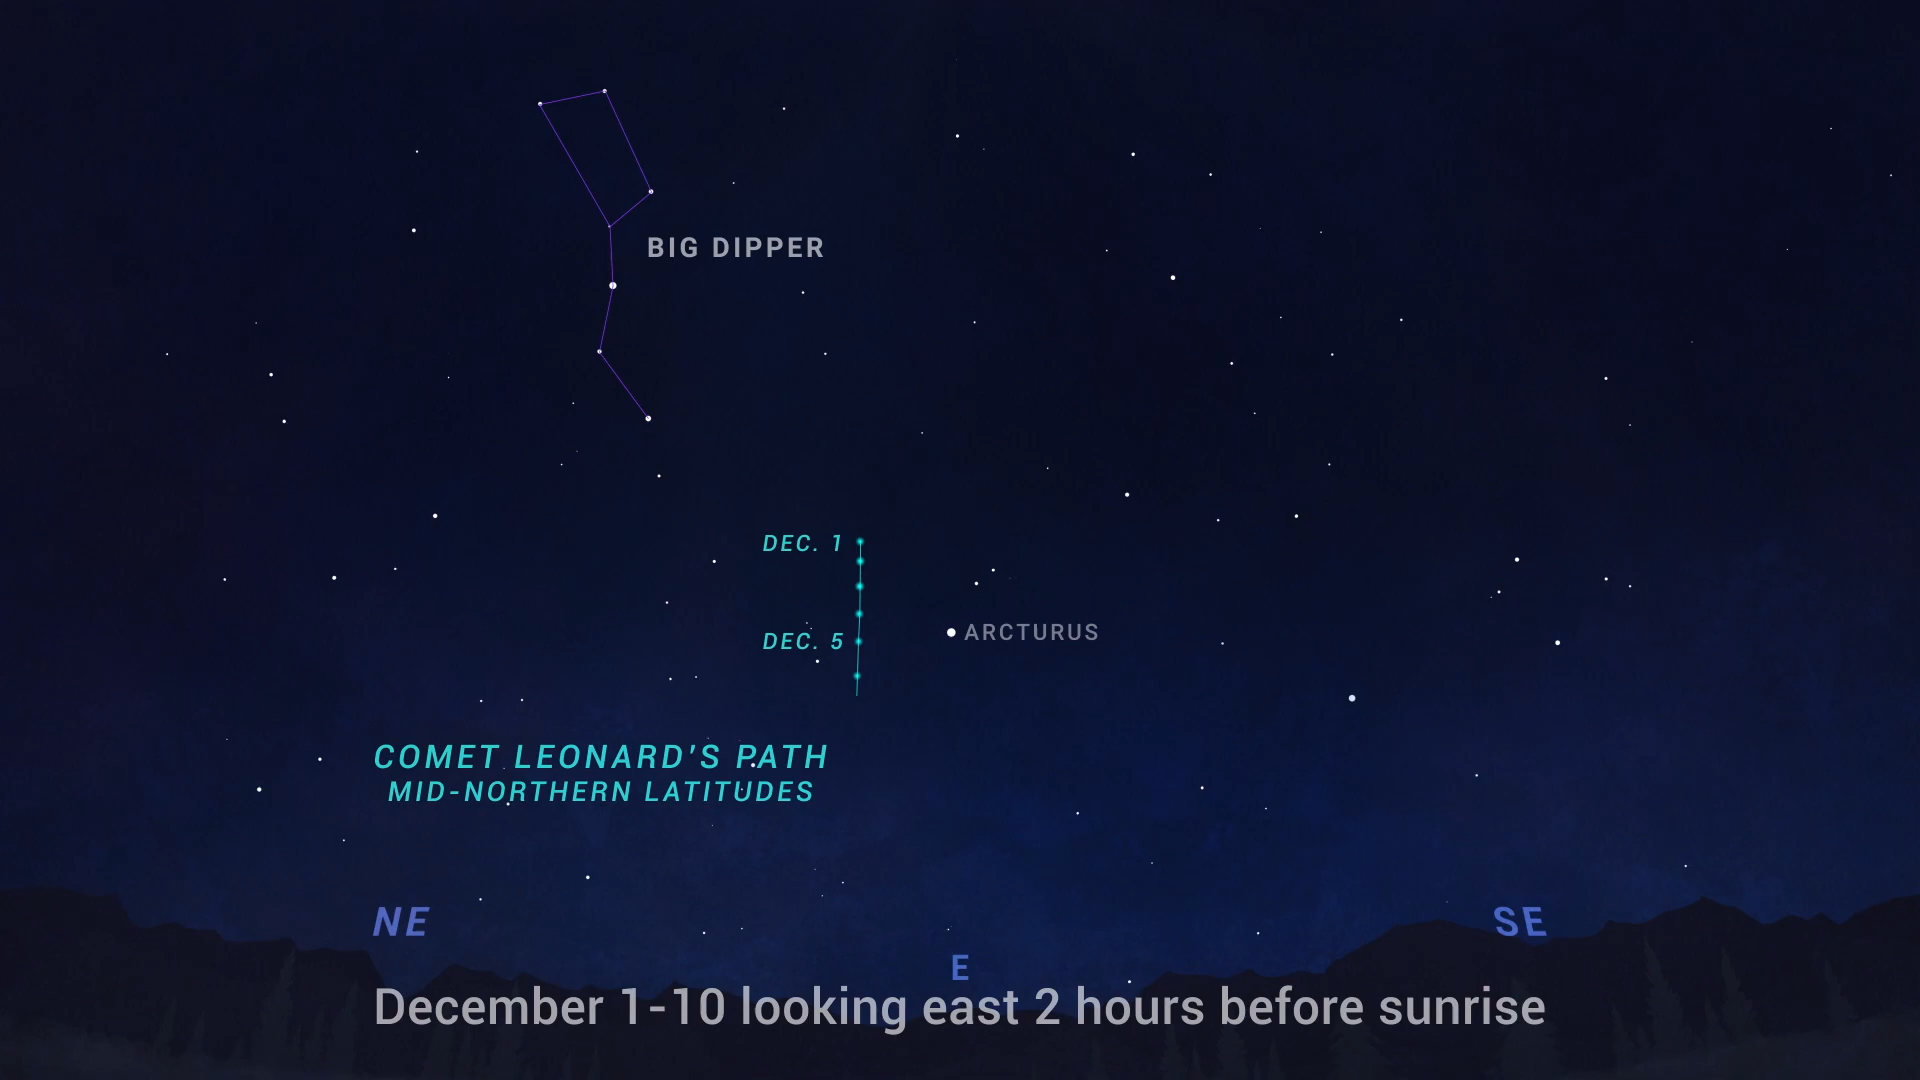 BIG DIPPER
DEC. 1
ARCTURUS
DEC. 5
COMET LEONARD'S PATH
MID-NORTHERN LATITUDES
NE
SE
E
December 1-10 looking east 2 hours before sunrise